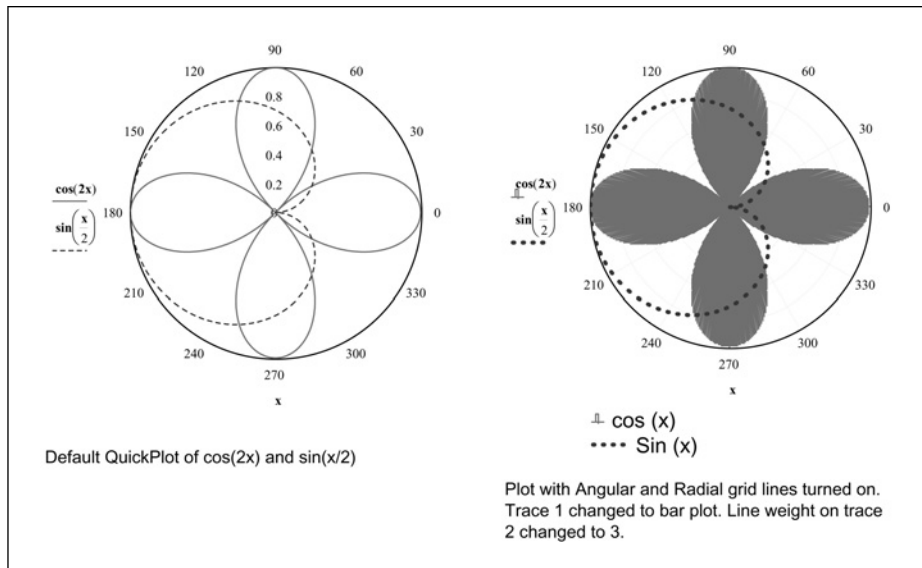 90
120
60
0.8
150
0.6
30
0.4
0.2
cos(2x)
180
0
sin(x/2)
210
330
240
300
270
x
Default QuickPlot of cos(2x) and sin(x/2)
90
120
60
150
30
cos(2x)
180
0
sin(x/2)
210
330
240
300
270
x
cos (x)
Sin (x)
Plot with Angular and Radial grid lines turned on.
Trace 1 changed to bar plot. Line weight on trace
2 changed to 3.